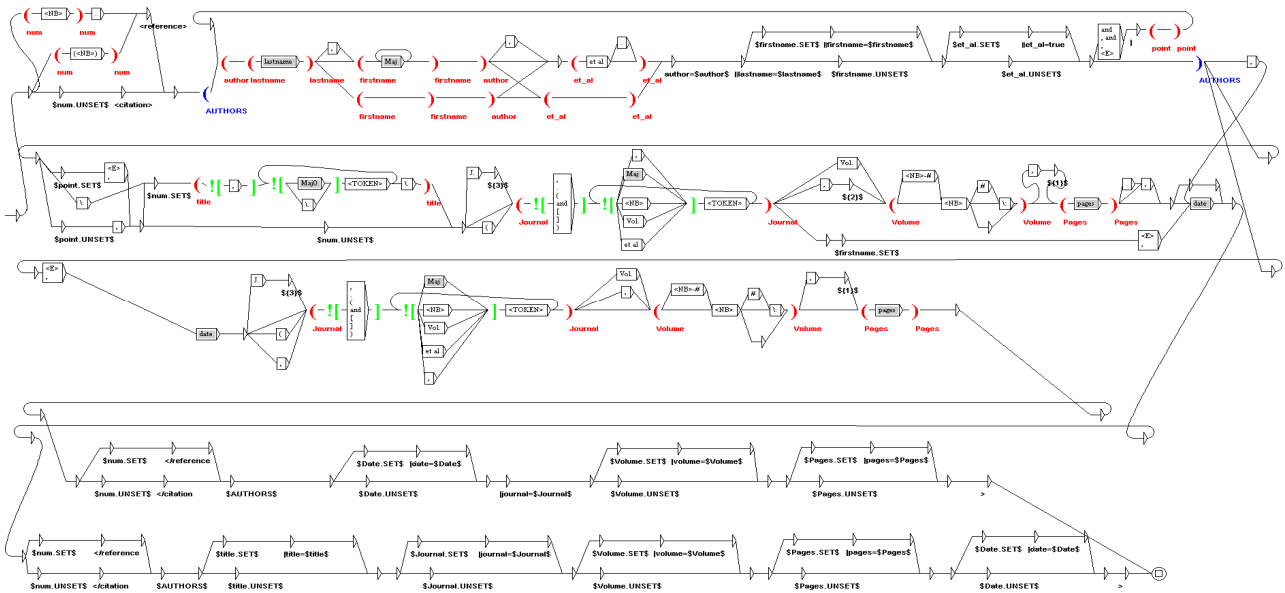 <NB> .
num num <reference>
(<NB>)
num num
$num.UNSET$ <citation>
AUTHORS
lastname , Maj , et al .
author lastname lastname firstname firstname author et_al et_al
firstname firstname author et_al et_al
author=$author$ |lastname=$lastname$
$firstname.SET$ |firstname=$firstname$
$firstname.UNSET$
$et_al.SET$ |let_al=true
$et_al.UNSET$
and
, and
,
<E>
|
point point
AUTHORS
,
<E>
,
$point.SET$
\:
$point.UNSET$
,
$num.SET$
title
![ , ] ![ Maj0 ] <TOKEN> \:
\:
title
$num.UNSET$
J. ${3}$
(
Journal
![
,
(
and
[
]
)
] ![
,
Maj
<NB>
Vol.
et al
] <TOKEN>
Journal
Vol.
, ${2}$
$firstname.SET$
<NB>-# <NB> # \:
Volume Volume
, ${1}$
pages
Pages Pages
. ,
<E>
,
date
<E>
,
date
J. ${3}$
(
,
Journal
![
,
(
and
[
]
)
] ![
Maj
<NB>
Vol.
et al
,
] <TOKEN>
Journal
Vol.
,
<NB>-# <NB> # \:
Volume Volume
, ${1}$
pages
Pages Pages
$num.SET$ </reference
$num.UNSET$ </citation
$AUTHORS$
$Date.SET$ |date=$Date$
$Date.UNSET$
|journal=$Journal$
$Volume.SET$ |volume=$Volume$
$Volume.UNSET$
$Pages.SET$ |pages=$Pages$
$Pages.UNSET$
>
$num.SET$ </reference
$num.UNSET$ </citation
$AUTHORS$
$title.SET$ |title=$title$
$title.UNSET$
$Journal.SET$ |journal=$Journal$
$Journal.UNSET$
$Volume.SET$ |volume=$Volume$
$Volume.UNSET$
$Pages.SET$ |pages=$Pages$
$Pages.UNSET$
$Date.SET$ |date=$Date$
$Date.UNSET$
>